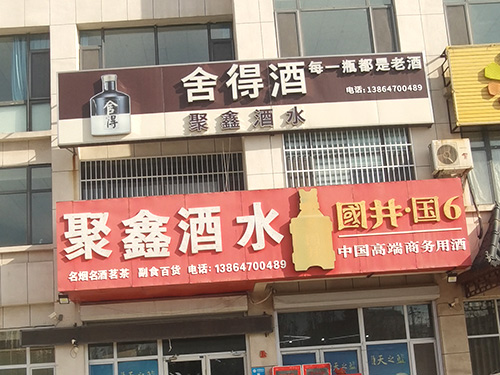 舍得酒 每一瓶都是老酒
舍得
电话:13864700489
聚鑫酒水
聚鑫酒水 國井·国6
中国高端商务用酒
名烟名酒茗茶 副食百货 电话:13864700489